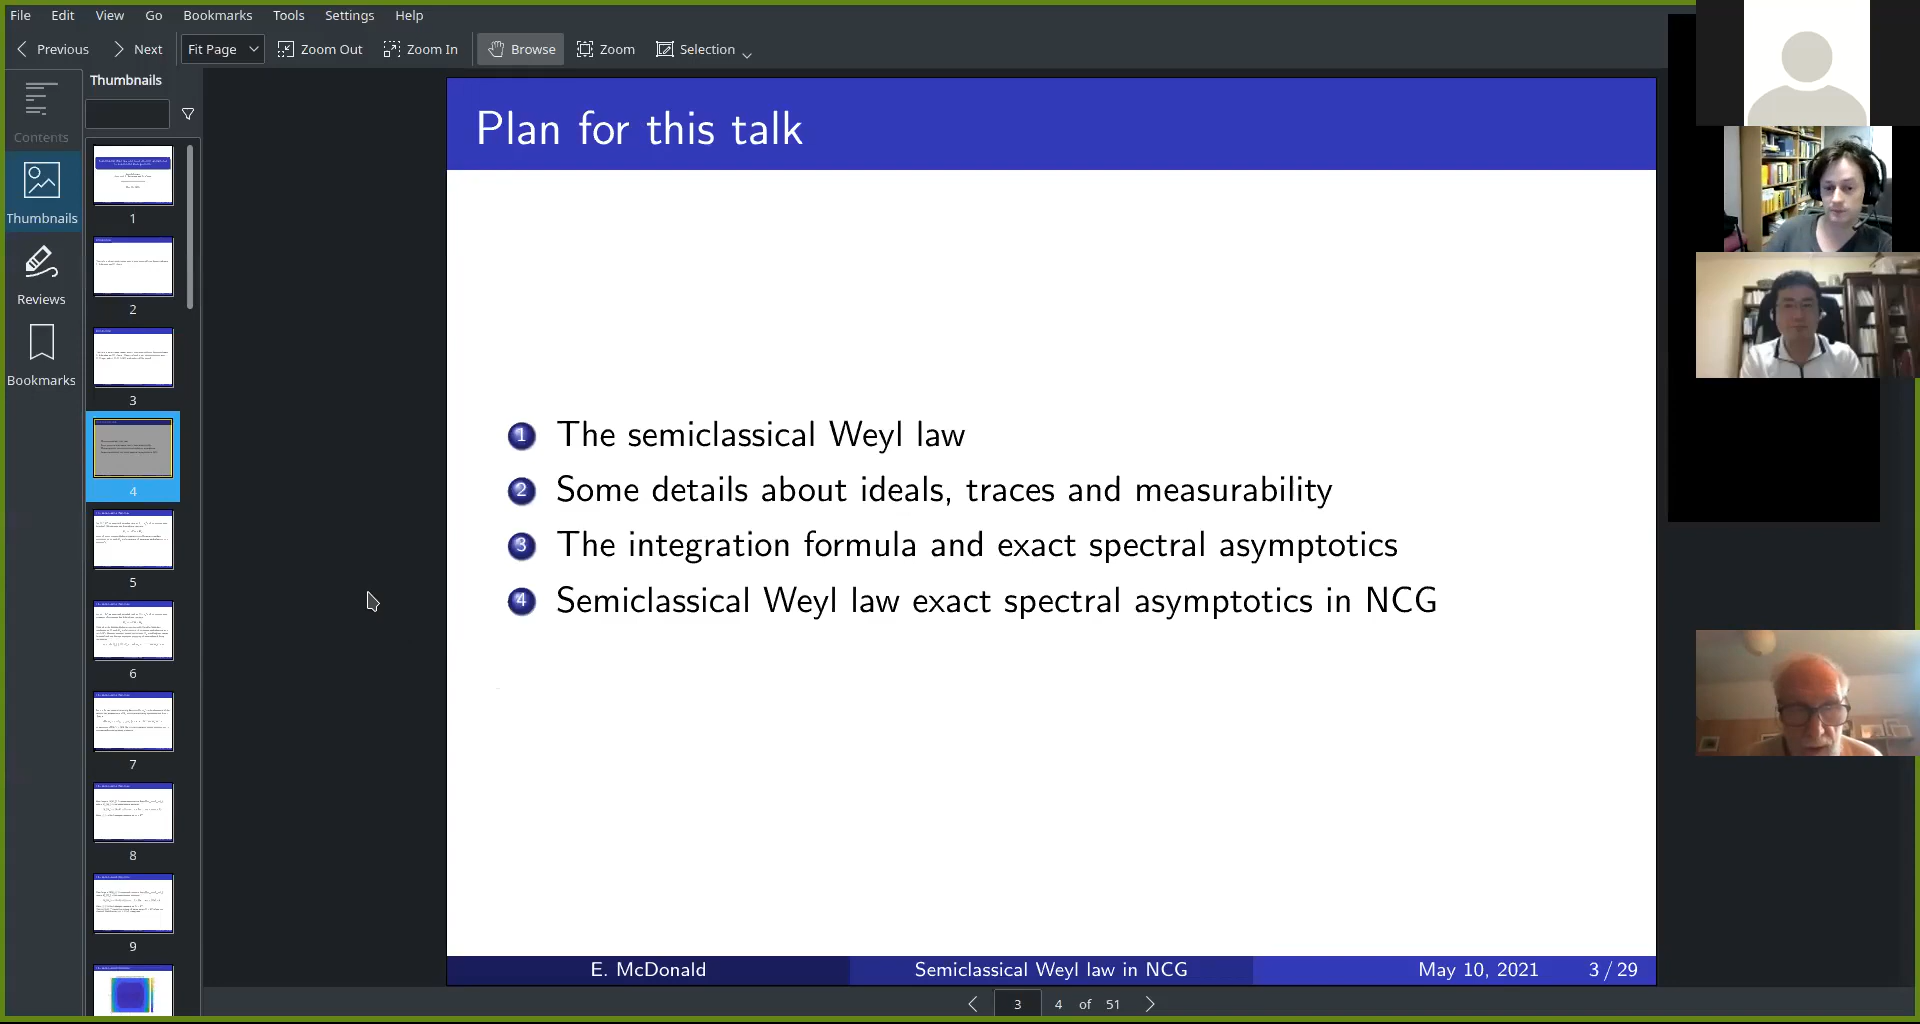 File Edit View Go Bookmarks Tools Settings Help
Previous Next Fit Page Zoom Out Zoom In Browse Zoom Selection
Contents
Thumbnails
Reviews
Bookmarks
Thumbnails
1
2
3
4
5
6
7
8
9
Plan for this talk
1 The semiclassical Weyl law
2 Some details about ideals, traces and measurability
3 The integration formula and exact spectral asymptotics
4 Semiclassical Weyl law exact spectral asymptotics in NCG
E. McDonald Semiclassical Weyl law in NCG May 10, 2021 3 / 29
3 4 of 51